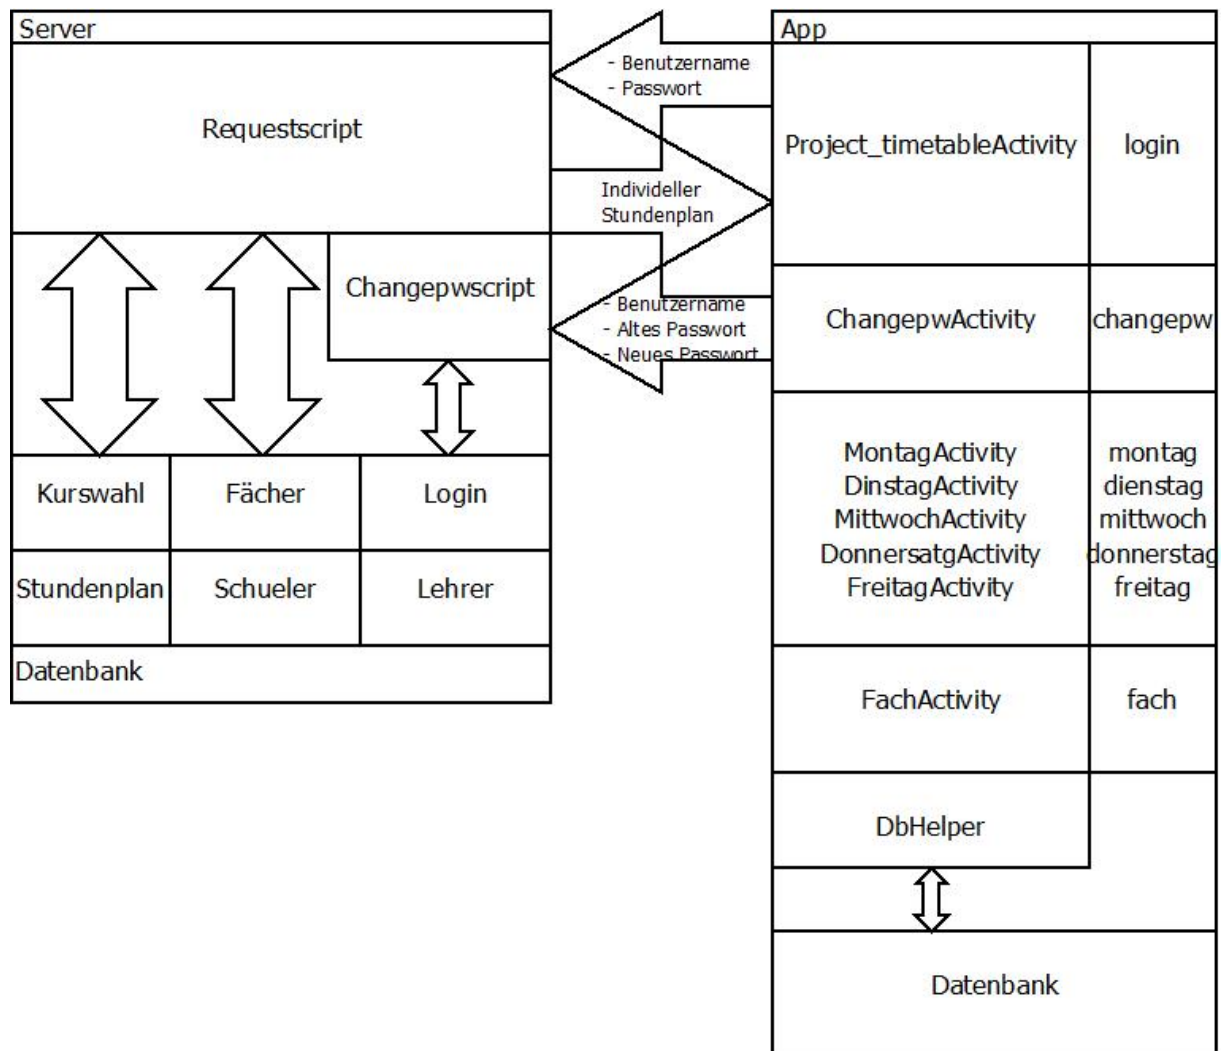 Server
Requestscript
Changepwscript
Kurswahl
Fächer
Login
Stundenplan
Schueler
Lehrer
Datenbank
- Benutzername
- Passwort
Individeller
Stundenplan
- Benutzername
- Altes Passwort
- Neues Passwort
App
Project_timetableActivity
login
ChangepwActivity
changepw
MontagActivity
DinstagActivity
MittwochActivity
DonnersatgActivity
FreitagActivity
montag
dienstag
mittwoch
donnerstag
freitag
FachActivity
fach
DbHelper
Datenbank